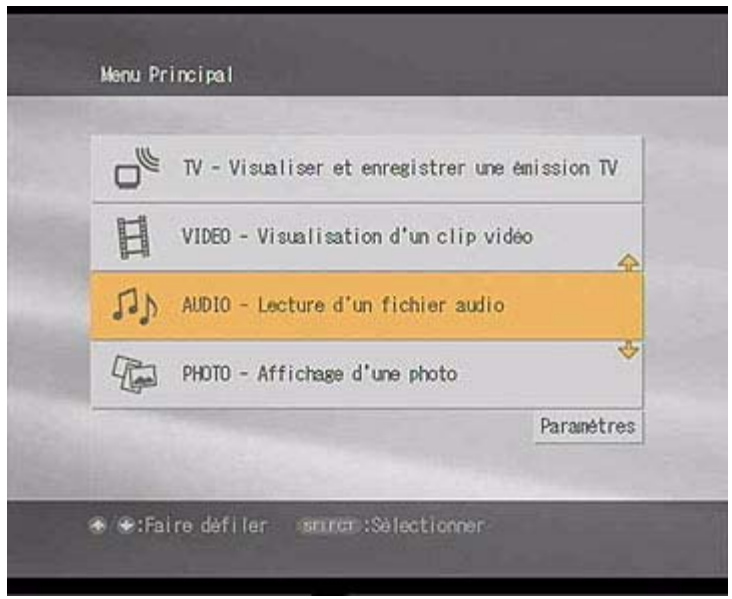 Menu Principal
TV - Visualiser et enregistrer une émission TV
VIDEO - Visualisation d'un clip vidéo
AUDIO - Lecture d'un fichier audio
PHOTO - Affichage d'une photo
Paramètres
:Faire défiler SELECT :Sélectionner